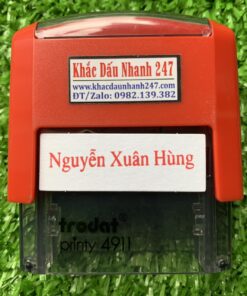 Khắc Dấu Nhanh 247
www.khacdaunhanh247.com
ĐT/Zalo: 0982.139.382
Nguyễn Xuân Hùng
trodat
printy 4911